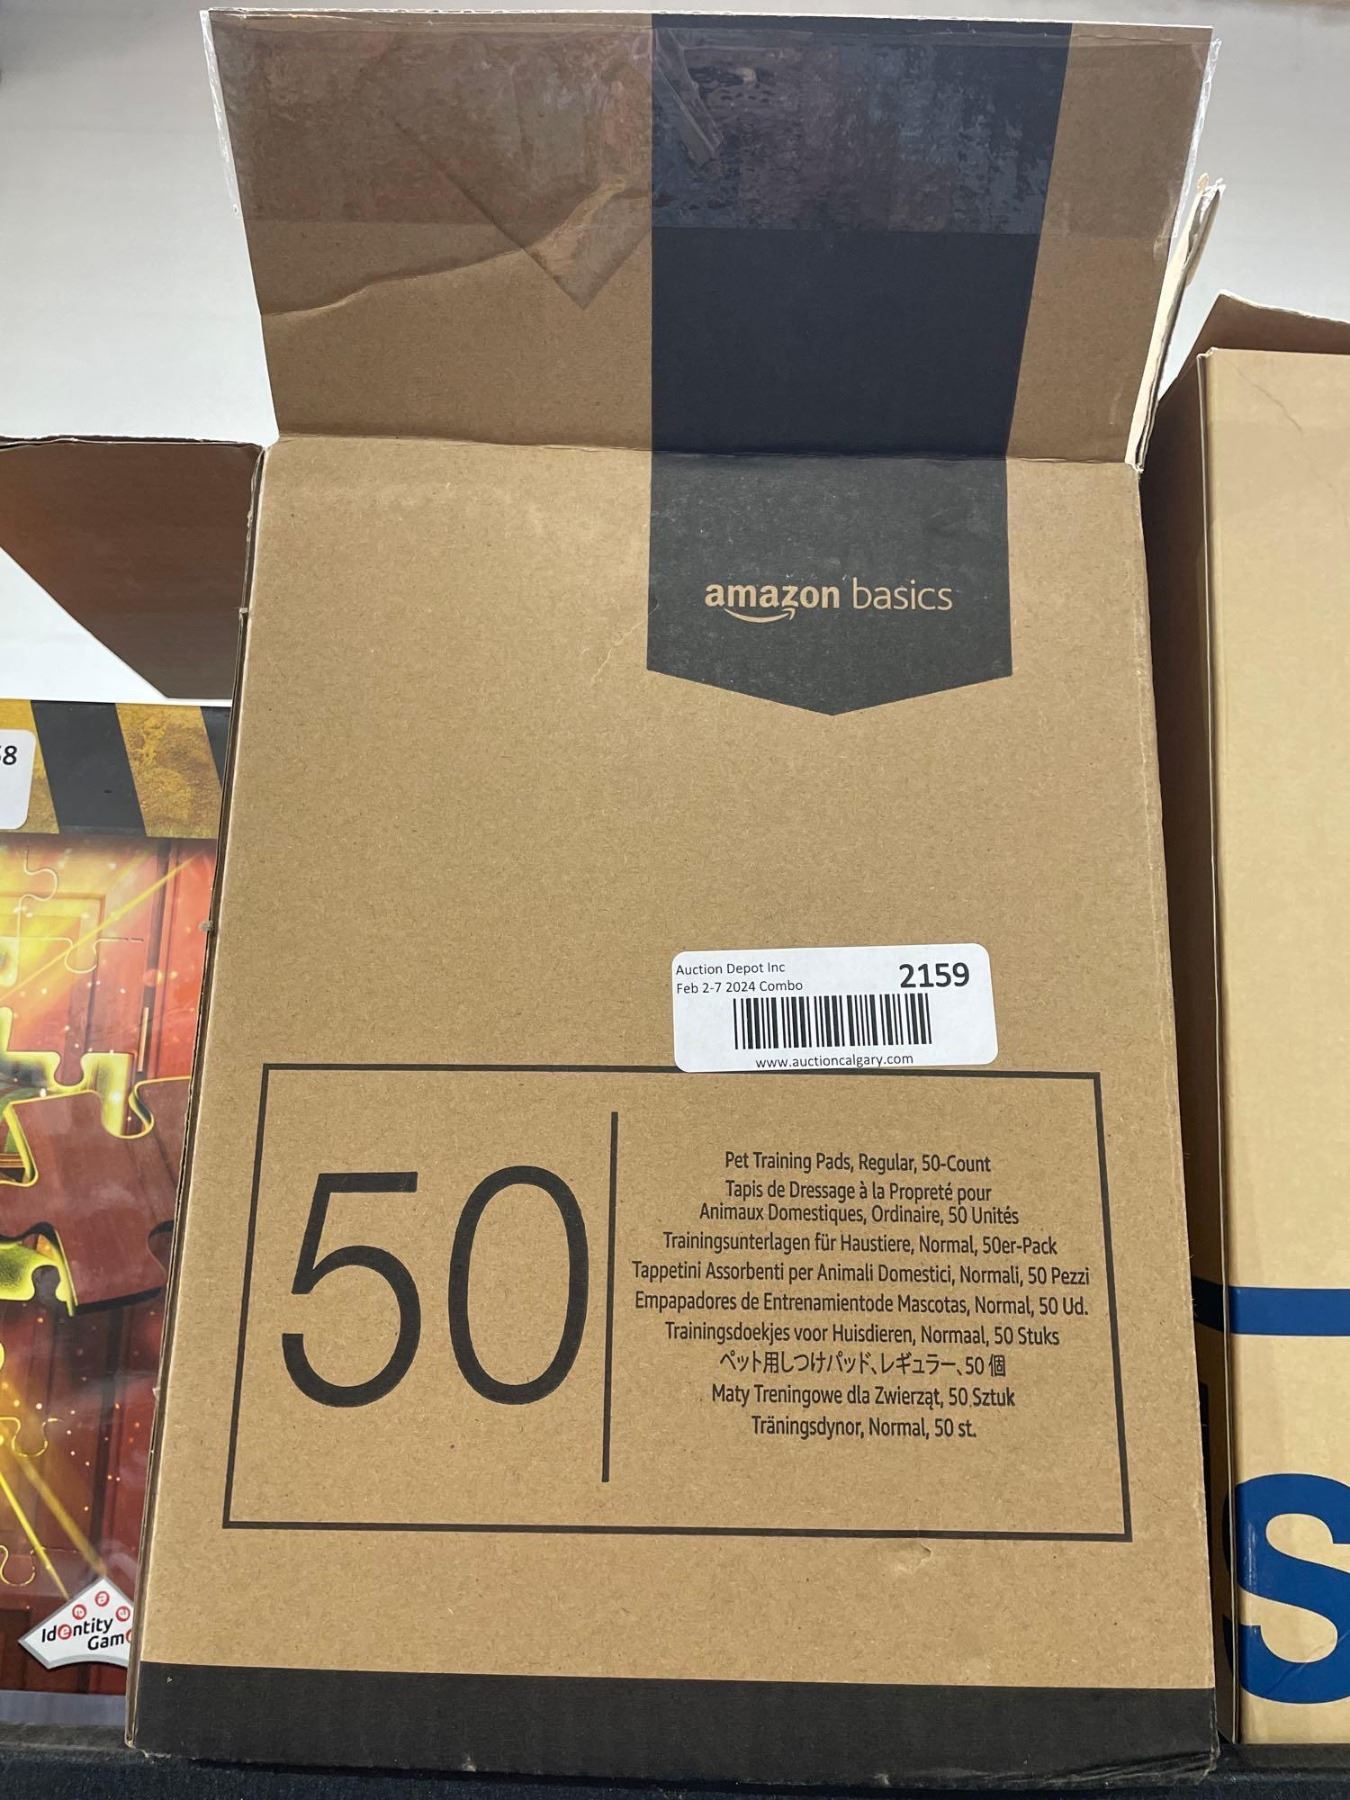 amazon basics
Auction Depot Inc
Feb 2-7 2024 Combo
2159
www.auctioncalgary.com
50
Pet Training Pads, Regular, 50-Count
Tapis de Dressage à la Propreté pour
Animaux Domestiques, Ordinaire, 50 Unités
Trainingsunterlagen für Haustiere, Normal, 50er-Pack
Tappetini Assorbenti per Animali Domestici, Normali, 50 Pezzi
Empapadores de Entrenamientode Mascotas, Normal, 50 Ud.
Trainingsdoekjes voor Huisdieren, Normaal, 50 Stuks
ペット用しつけパッド、レギュラー、50 個
Maty Treningowe dla Zwierząt, 50 Sztuk
Träningsdynor, Normal, 50 st.
Identity